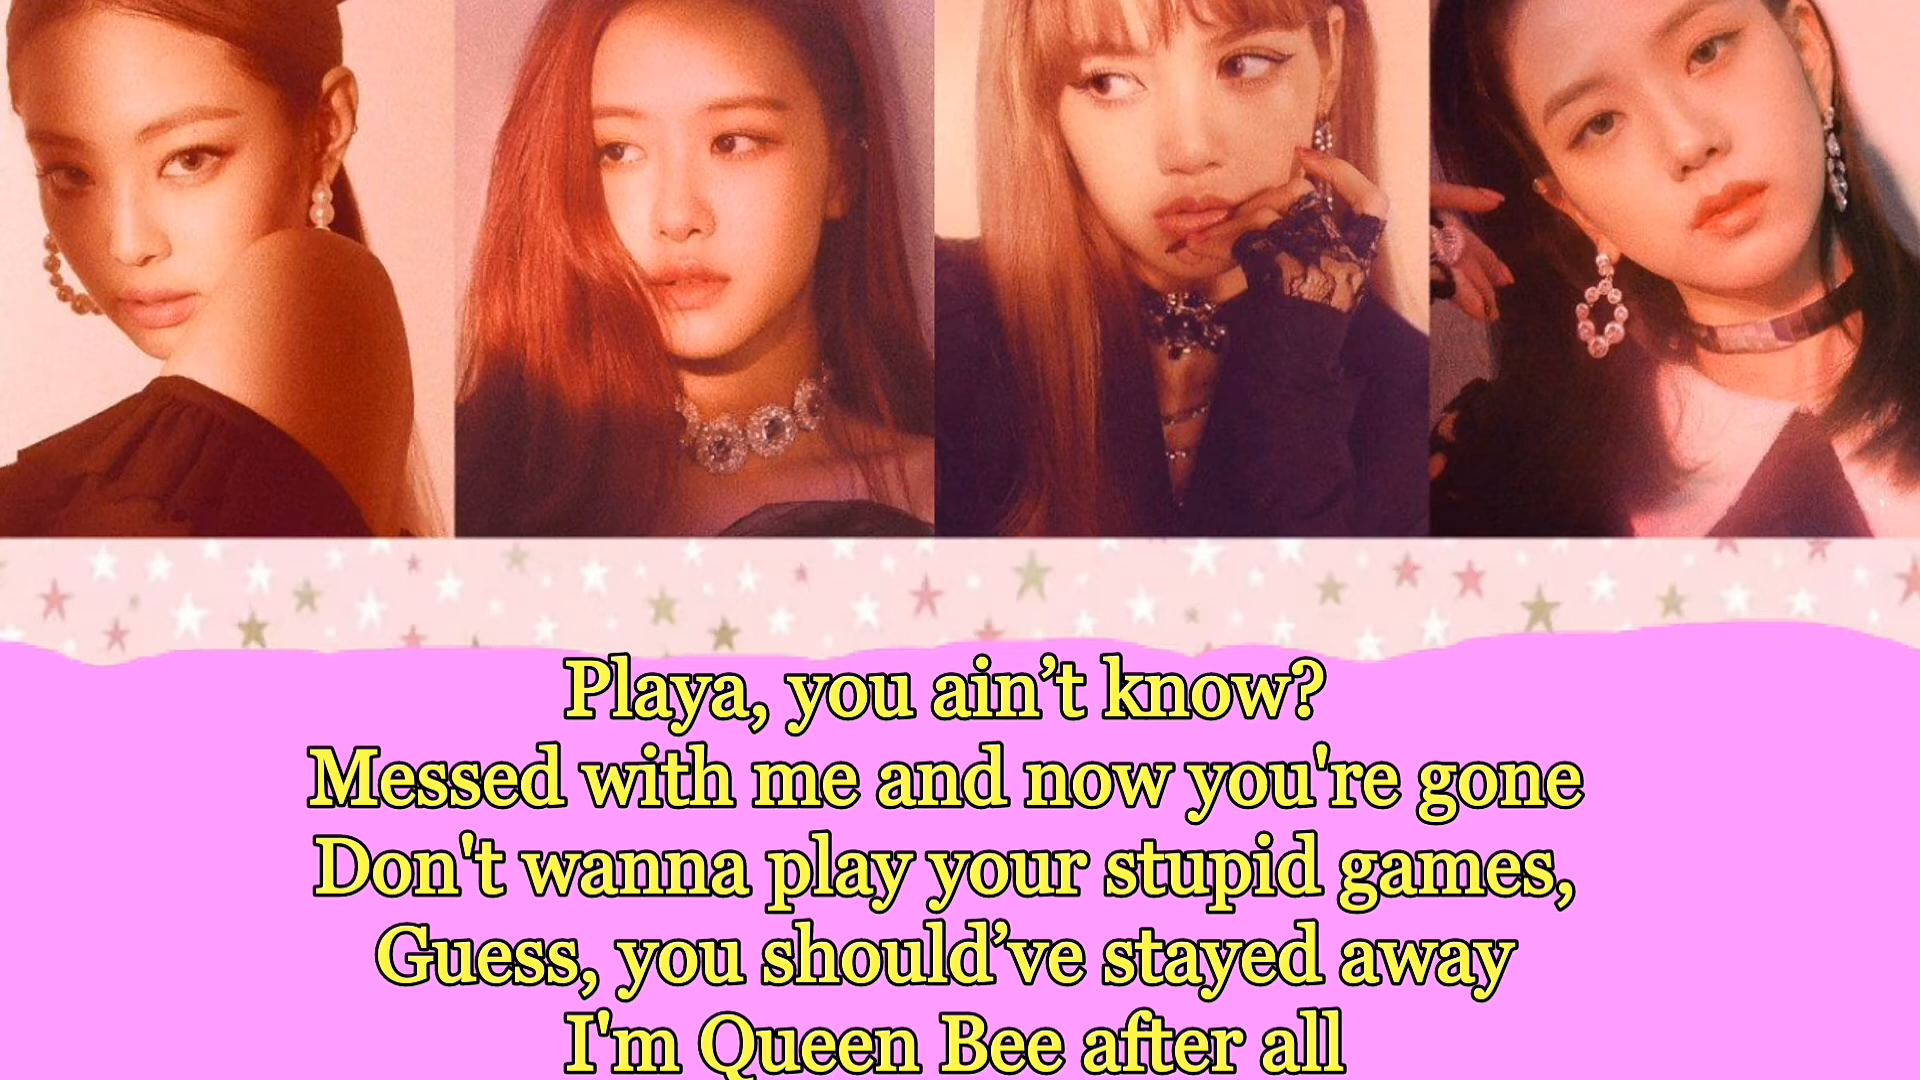 Playa, you ain’t know?
Messed with me and now you're gone
Don't wanna play your stupid games,
Guess, you should’ve stayed away
I'm Queen Bee after all